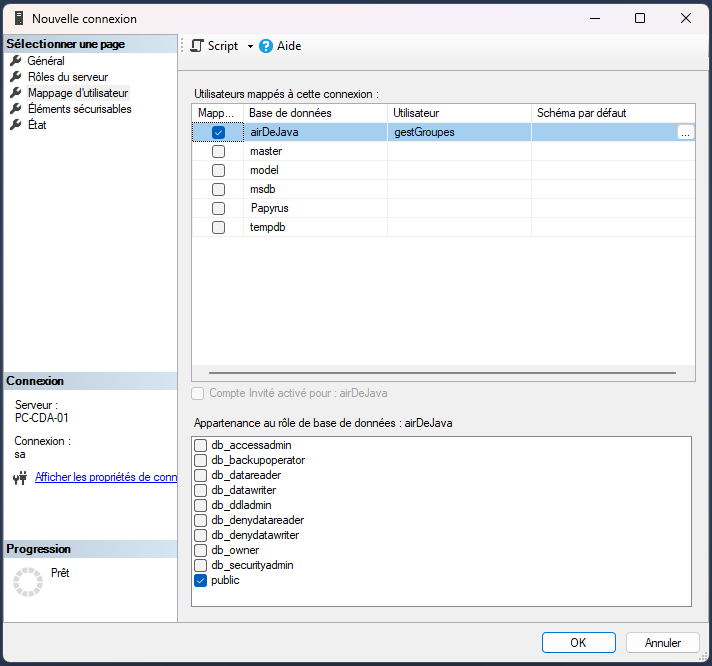 Nouvelle connexion
Sélectionner une page
Général
Rôles du serveur
Mappage d'utilisateur
Éléments sécurisables
État
Connexion
Serveur :
PC-CDA-01
Connexion :
sa
Afficher les propriétés de conn
Progression
Prêt
Script Aide
Utilisateurs mappés à cette connexion :
Mapp... Base de données Utilisateur Schéma par défaut
airDeJava gestGroupes ...
master
model
msdb
Papyrus
tempdb
Compte Invité activé pour : airDeJava
Appartenance au rôle de base de données : airDeJava
db_accessadmin
db_backupoperator
db_datareader
db_datawriter
db_ddladmin
db_denydatareader
db_denydatawriter
db_owner
db_securityadmin
public
OK Annuler